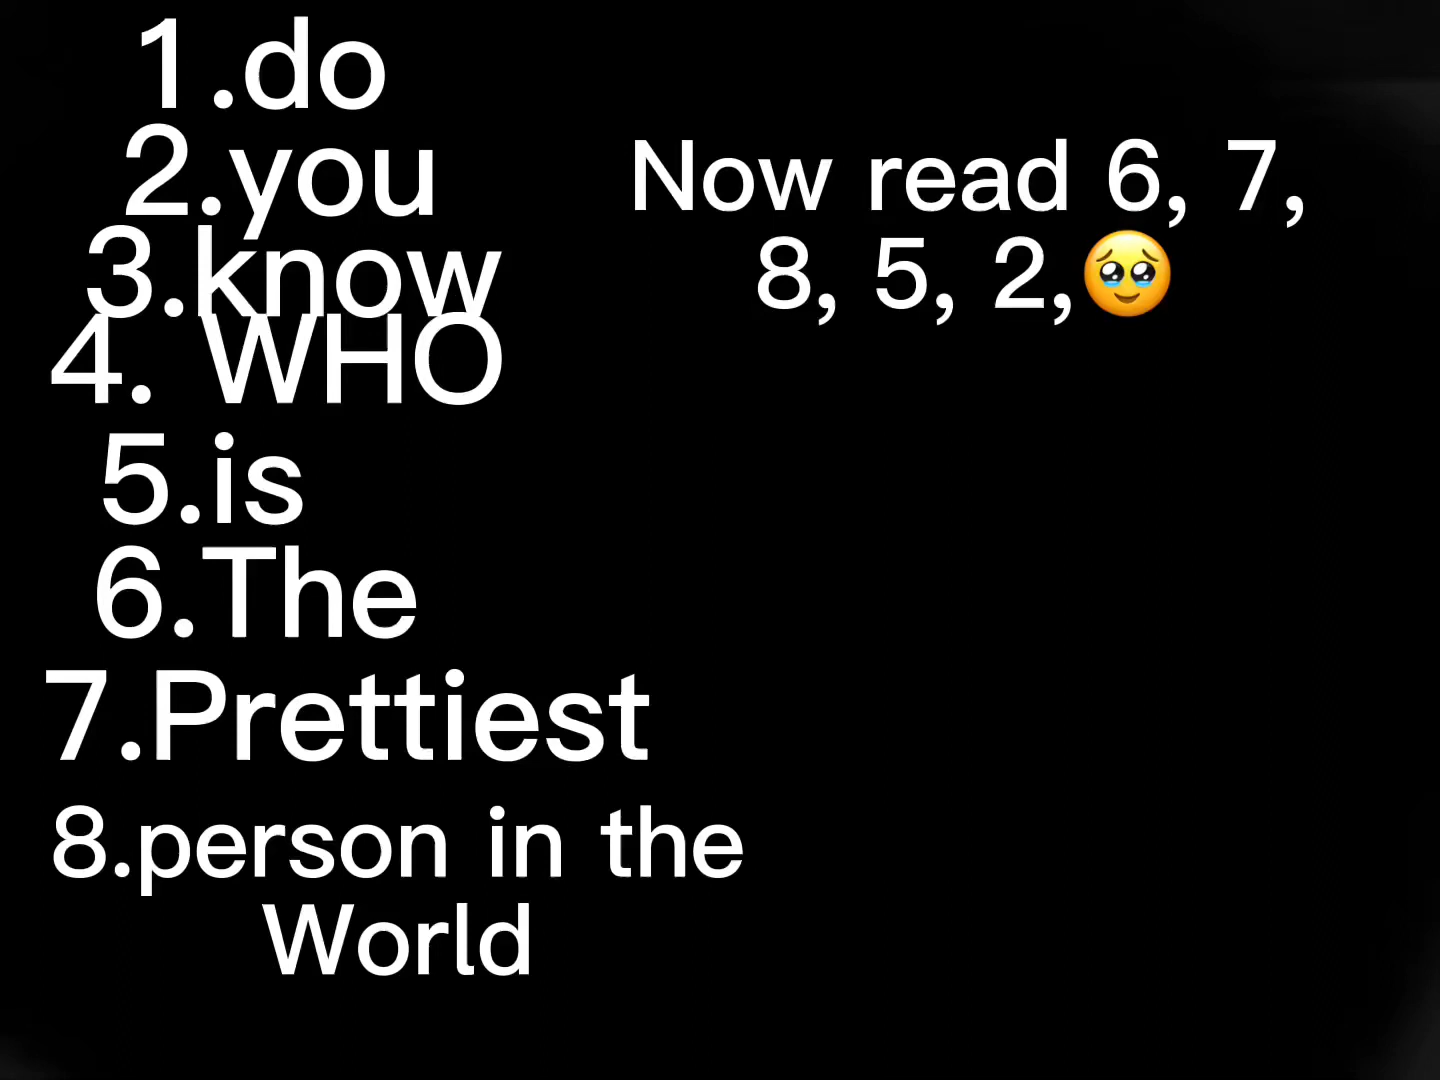 1.do
2.you
3.know
4. WHO
5.is
6.The
7.Prettiest
8.person in the
World
Now read 6, 7,
8, 5, 2,🥹